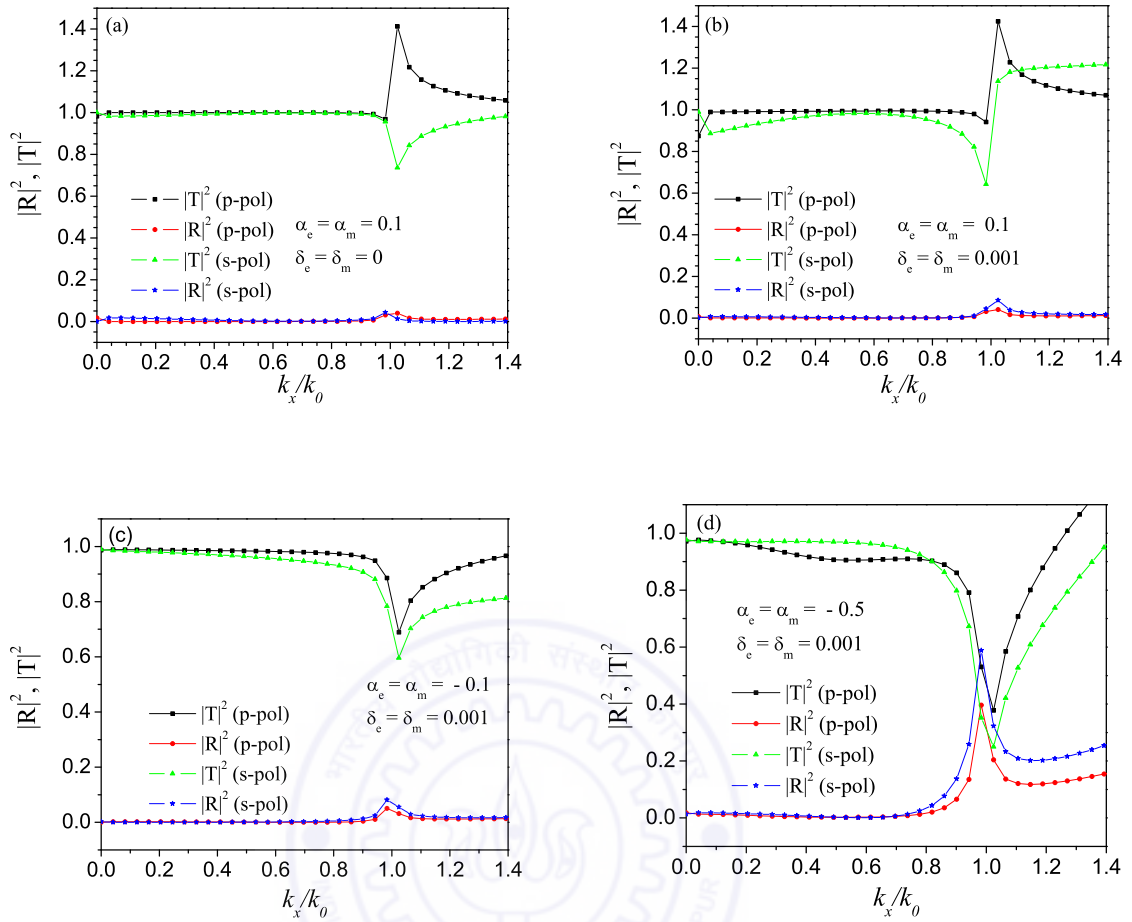 (a)
|R|², |T|²
1.4
1.2
1.0
0.8
0.6
0.4
0.2
0.0
|T|² (p-pol)
|R|² (p-pol)
|T|² (s-pol)
|R|² (s-pol)
αₑ = αₘ = 0.1
δₑ = δₘ = 0
0.0 0.2 0.4 0.6 0.8 1.0 1.2 1.4
kₓ/k₀
(b)
|R|², |T|²
1.4
1.2
1.0
0.8
0.6
0.4
0.2
0.0
|T|² (p-pol)
|R|² (p-pol)
|T|² (s-pol)
|R|² (s-pol)
αₑ = αₘ = 0.1
δₑ = δₘ = 0.001
0.0 0.2 0.4 0.6 0.8 1.0 1.2 1.4
kₓ/k₀
(c)
|R|², |T|²
1.0
0.8
0.6
0.4
0.2
0.0
αₑ = αₘ = - 0.1
δₑ = δₘ = 0.001
|T|² (p-pol)
|R|² (p-pol)
|T|² (s-pol)
|R|² (s-pol)
0.0 0.2 0.4 0.6 0.8 1.0 1.2 1.4
kₓ/k₀
(d)
|R|², |T|²
1.0
0.8
0.6
0.4
0.2
0.0
αₑ = αₘ = - 0.5
δₑ = δₘ = 0.001
|T|² (p-pol)
|R|² (p-pol)
|T|² (s-pol)
|R|² (s-pol)
0.0 0.2 0.4 0.6 0.8 1.0 1.2 1.4
kₓ/k₀